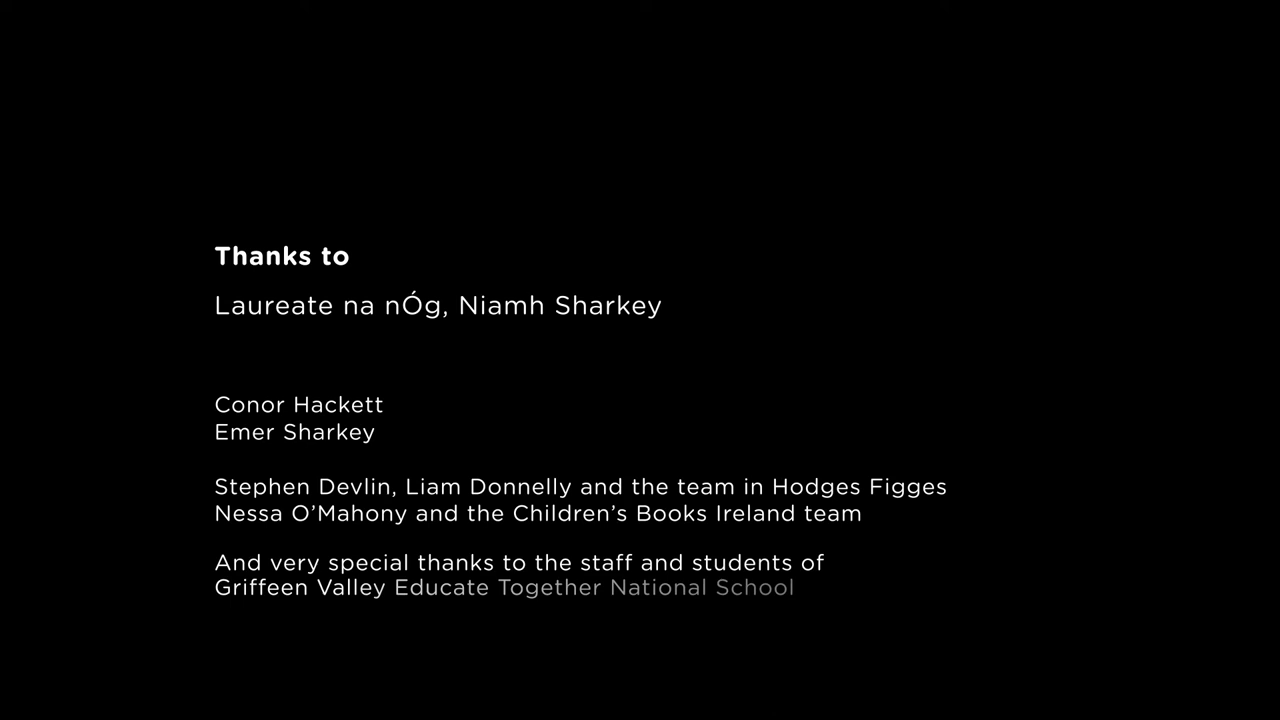 Thanks to
Laureate na nÓg, Niamh Sharkey
Conor Hackett
Emer Sharkey
Stephen Devlin, Liam Donnelly and the team in Hodges Figges
Nessa O’Mahony and the Children’s Books Ireland team
And very special thanks to the staff and students of
Griffeen Valley Educate Together National School